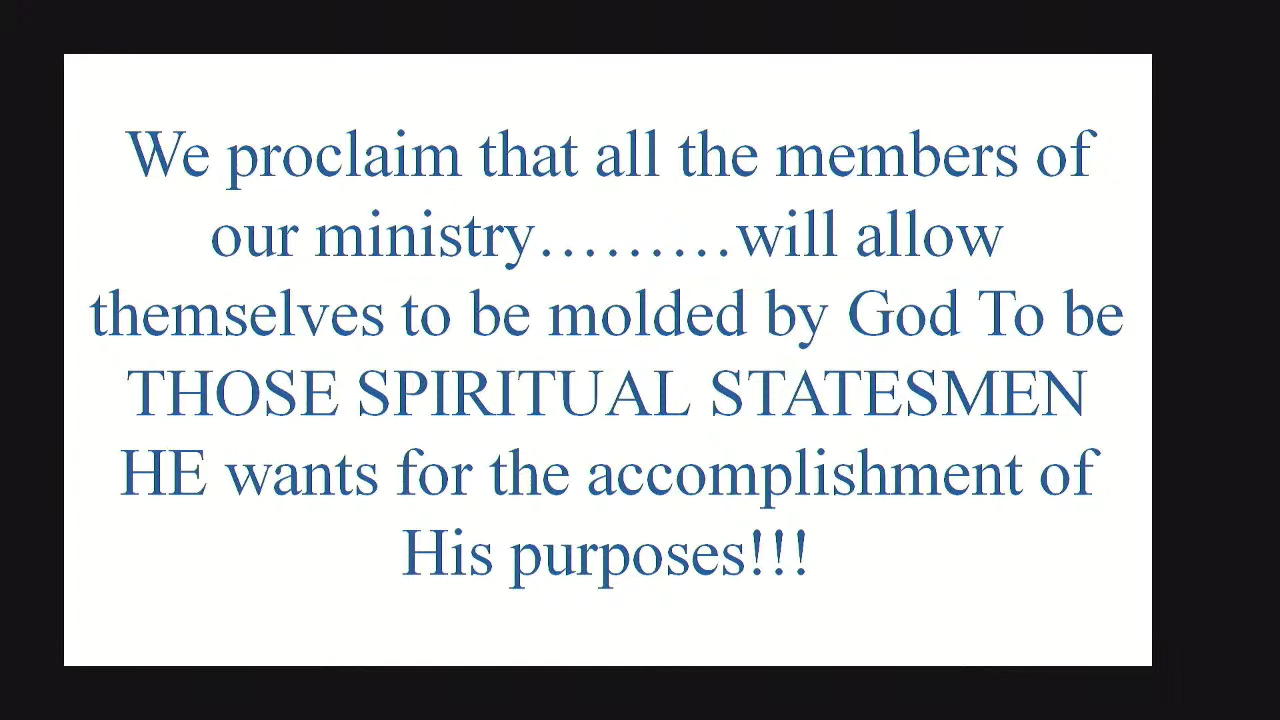 We proclaim that all the members of
our ministry………will allow
themselves to be molded by God To be
THOSE SPIRITUAL STATESMEN
HE wants for the accomplishment of
His purposes!!!